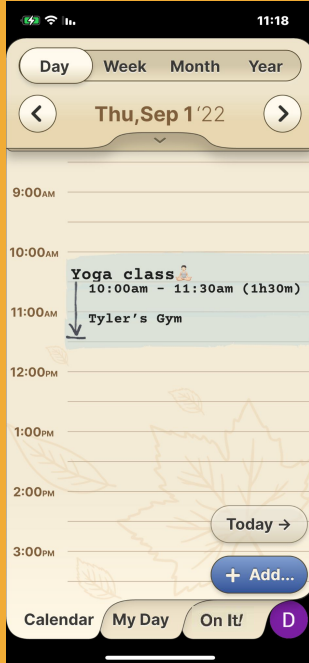 11:18
Day Week Month Year
Thu,Sep 1 '22
9:00AM
10:00AM
Yoga class
10:00am - 11:30am (1h30m)
11:00AM
Tyler's Gym
12:00PM
1:00PM
2:00PM
Today →
3:00PM
+ Add...
Calendar My Day On It! D